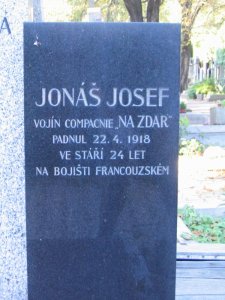 A
JONÁŠ JOSEF
VOJÍN COMPACNIE „NA ZDAR"
PADNUL 22. 4. 1918
VE STÁŘÍ 24 LET
NA BOJIŠTI FRANCOUZSKÉM